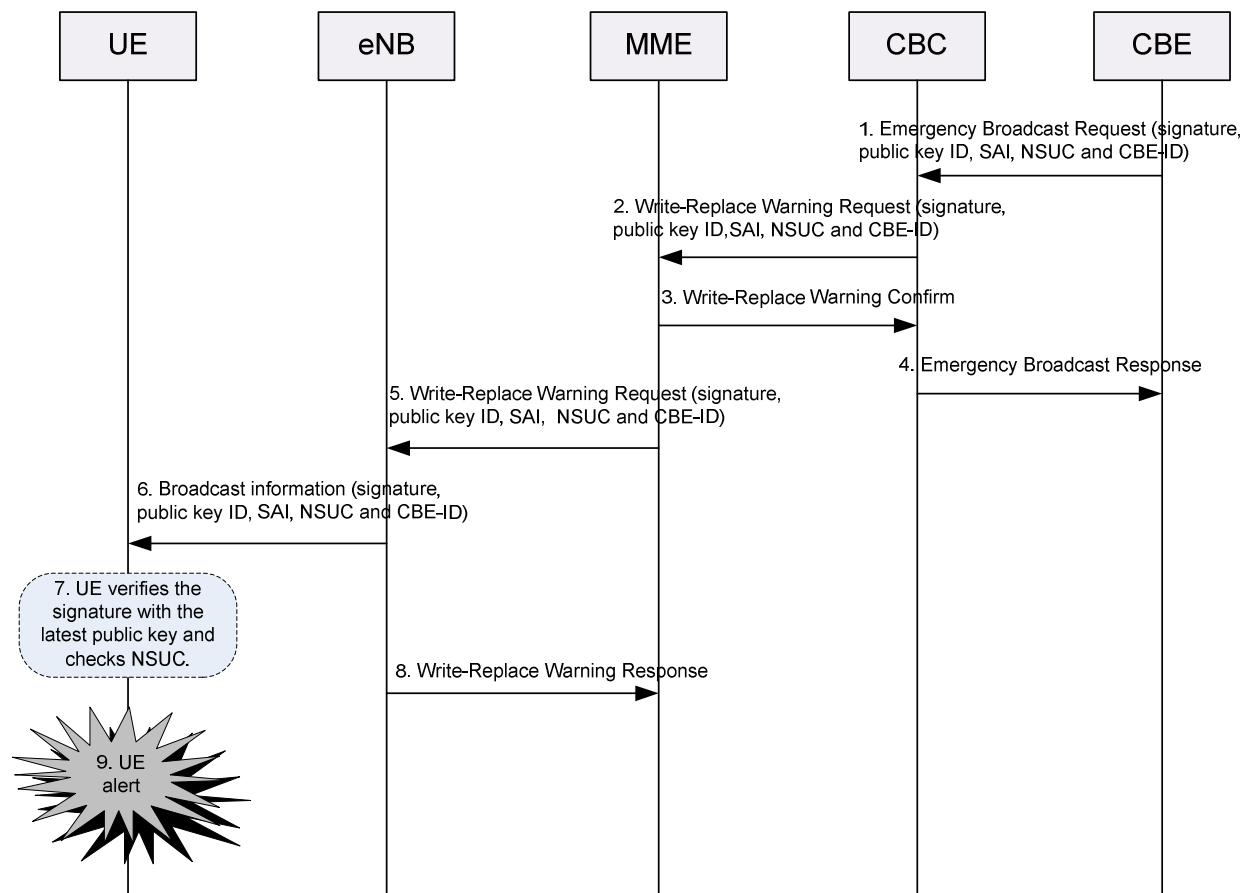 UE
eNB
MME
CBC
CBE
1. Emergency Broadcast Request (signature,
public key ID, SAI, NSUC and CBE-ID)
2. Write-Replace Warning Request (signature,
public key ID,SAI, NSUC and CBE-ID)
3. Write-Replace Warning Confirm
4. Emergency Broadcast Response
5. Write-Replace Warning Request (signature,
public key ID, SAI, NSUC and CBE-ID)
6. Broadcast information (signature,
public key ID, SAI, NSUC and CBE-ID)
7. UE verifies the
signature with the
latest public key and
checks NSUC.
8. Write-Replace Warning Response
9. UE
alert